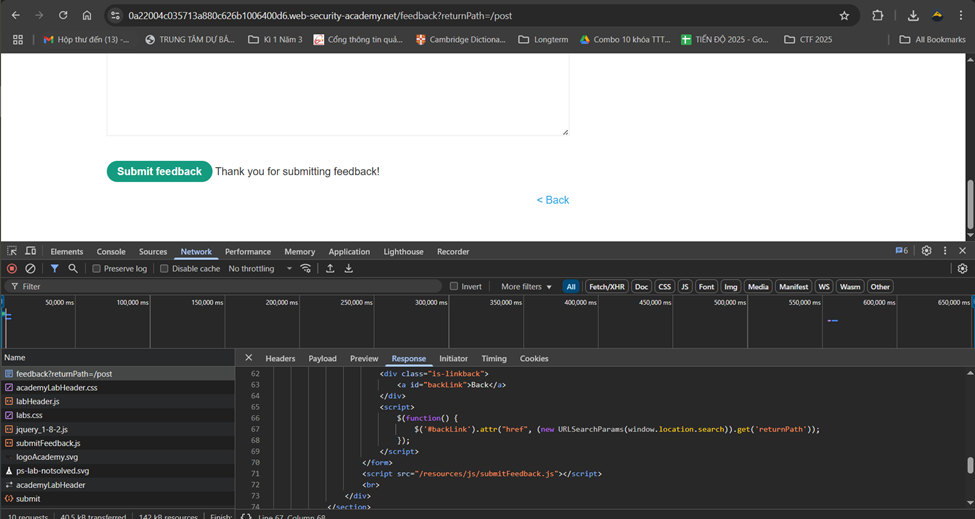 0a22004c035713a880c626b1006400d6.web-security-academy.net/feedback?returnPath=/post
Hộp thư đến (13) -... TRUNG TÂM DỰ BÁ... Kì 1 Năm 3 Cổng thông tin quả... Cambridge Dictiona... Longterm Combo 10 khóa TTT... TIẾN ĐỘ 2025 - Go... CTF 2025 All Bookmarks
Submit feedback Thank you for submitting feedback!
< Back
Elements Console Sources Network Performance Memory Application Lighthouse Recorder 6
Preserve log Disable cache No throttling
Filter Invert More filters All Fetch/XHR Doc CSS JS Font Img Media Manifest WS Wasm Other
50,000 ms 100,000 ms 150,000 ms 200,000 ms 250,000 ms 300,000 ms 350,000 ms 400,000 ms 450,000 ms 500,000 ms 550,000 ms 600,000 ms 650,000 ms
Name Headers Payload Preview Response Initiator Timing Cookies
feedback?returnPath=/post
academyLabHeader.css
labHeader.js
labs.css
jquery_1-8-2.js
submitFeedback.js
logoAcademy.svg
ps-lab-notsolved.svg
academyLabHeader
submit
62 <div class="is-linkback">
63 <a id="backLink">Back</a>
64 </div>
65 <script>
66 $(function() {
67 $('#backLink').attr("href", (new URLSearchParams(window.location.search)).get('returnPath'));
68 });
69 </script>
70 </form>
71 <script src="/resources/js/submitFeedback.js"></script>
72 <br>
73 </div>
74 </section>
10 requests 40.5 kB transferred 142 kB resources Finish: {} Line 67, Column 68